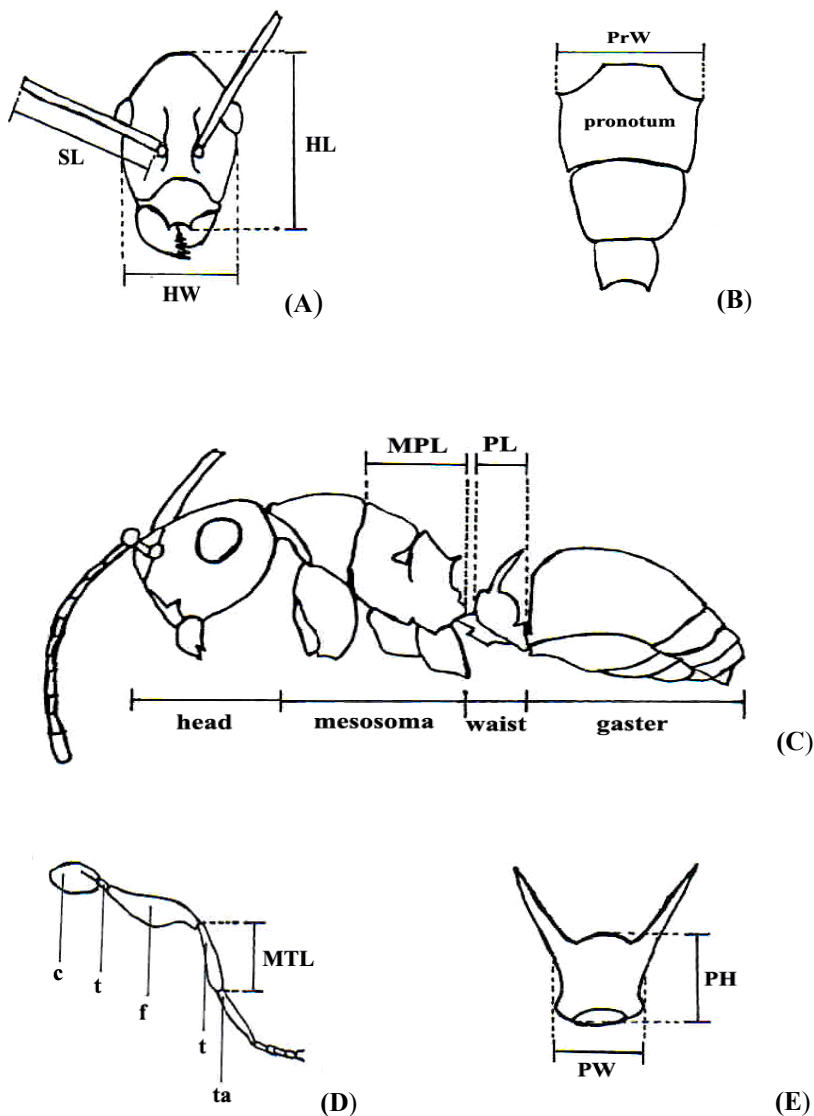 PrW
pronotum
(B)
SL
HL
HW
(A)
MPL
PL
head
mesosoma
waist
gaster
(C)
c
t
f
t
ta
MTL
(D)
PH
PW
(E)